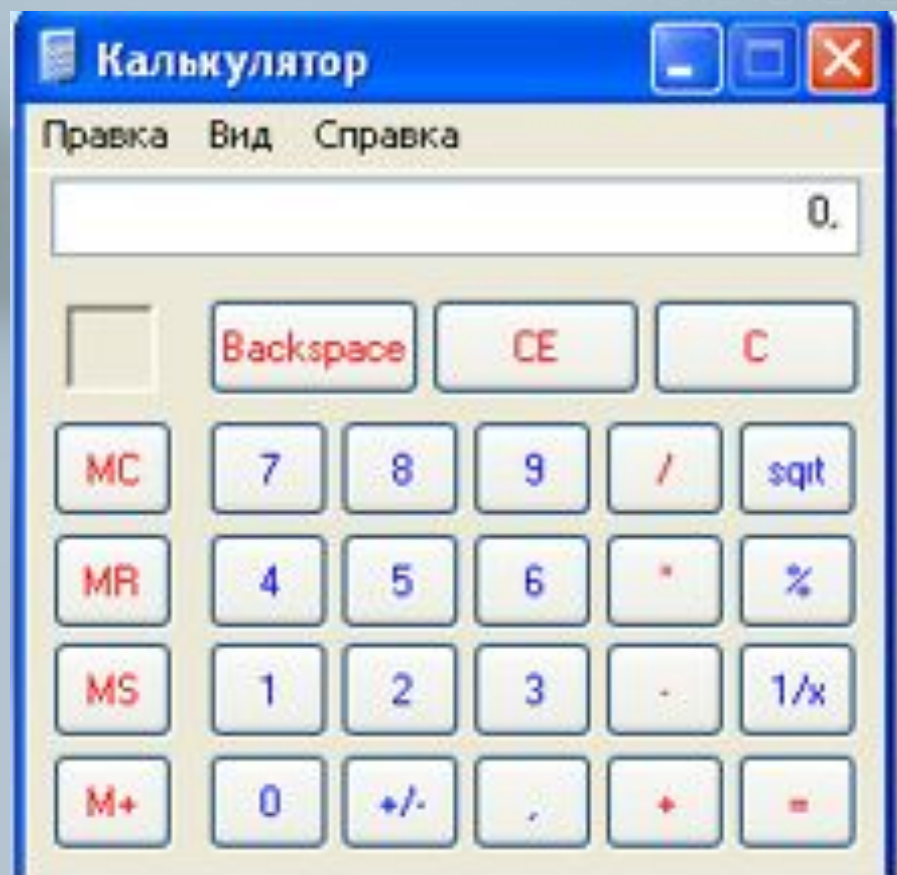 Калькулятор
Правка Вид Справка
0.
Backspace CE C
MC 7 8 9 / sqrt
MR 4 5 6 * %
MS 1 2 3 - 1/x
M+ 0 +/- , + =